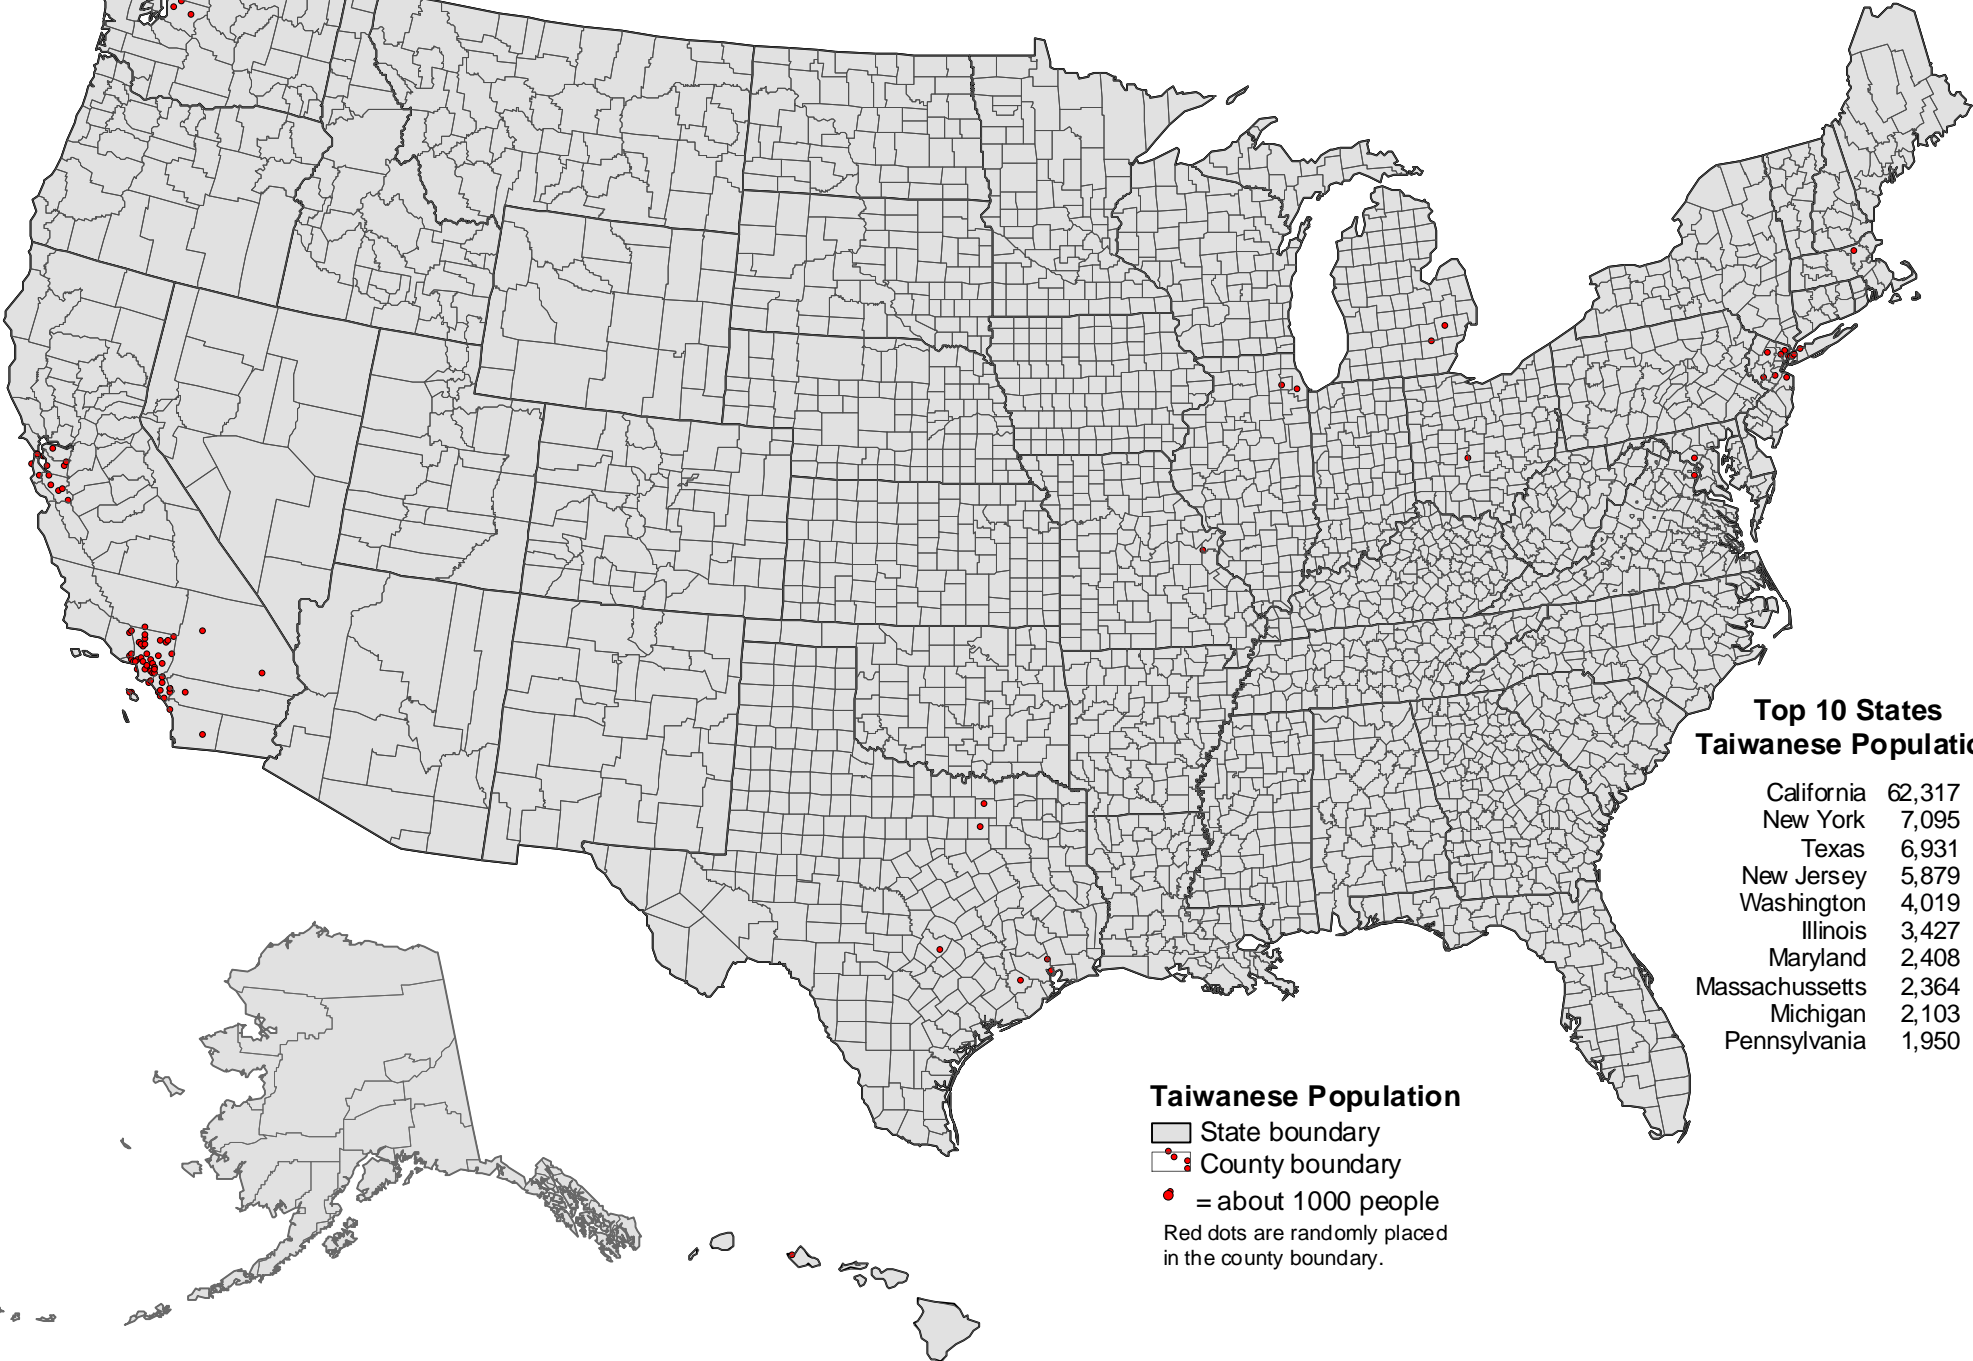 Top 10 States
Taiwanese Populatio
California 62,317
New York 7,095
Texas 6,931
New Jersey 5,879
Washington 4,019
Illinois 3,427
Maryland 2,408
Massachussetts 2,364
Michigan 2,103
Pennsylvania 1,950
Taiwanese Population
State boundary
County boundary
= about 1000 people
Red dots are randomly placed
in the county boundary.